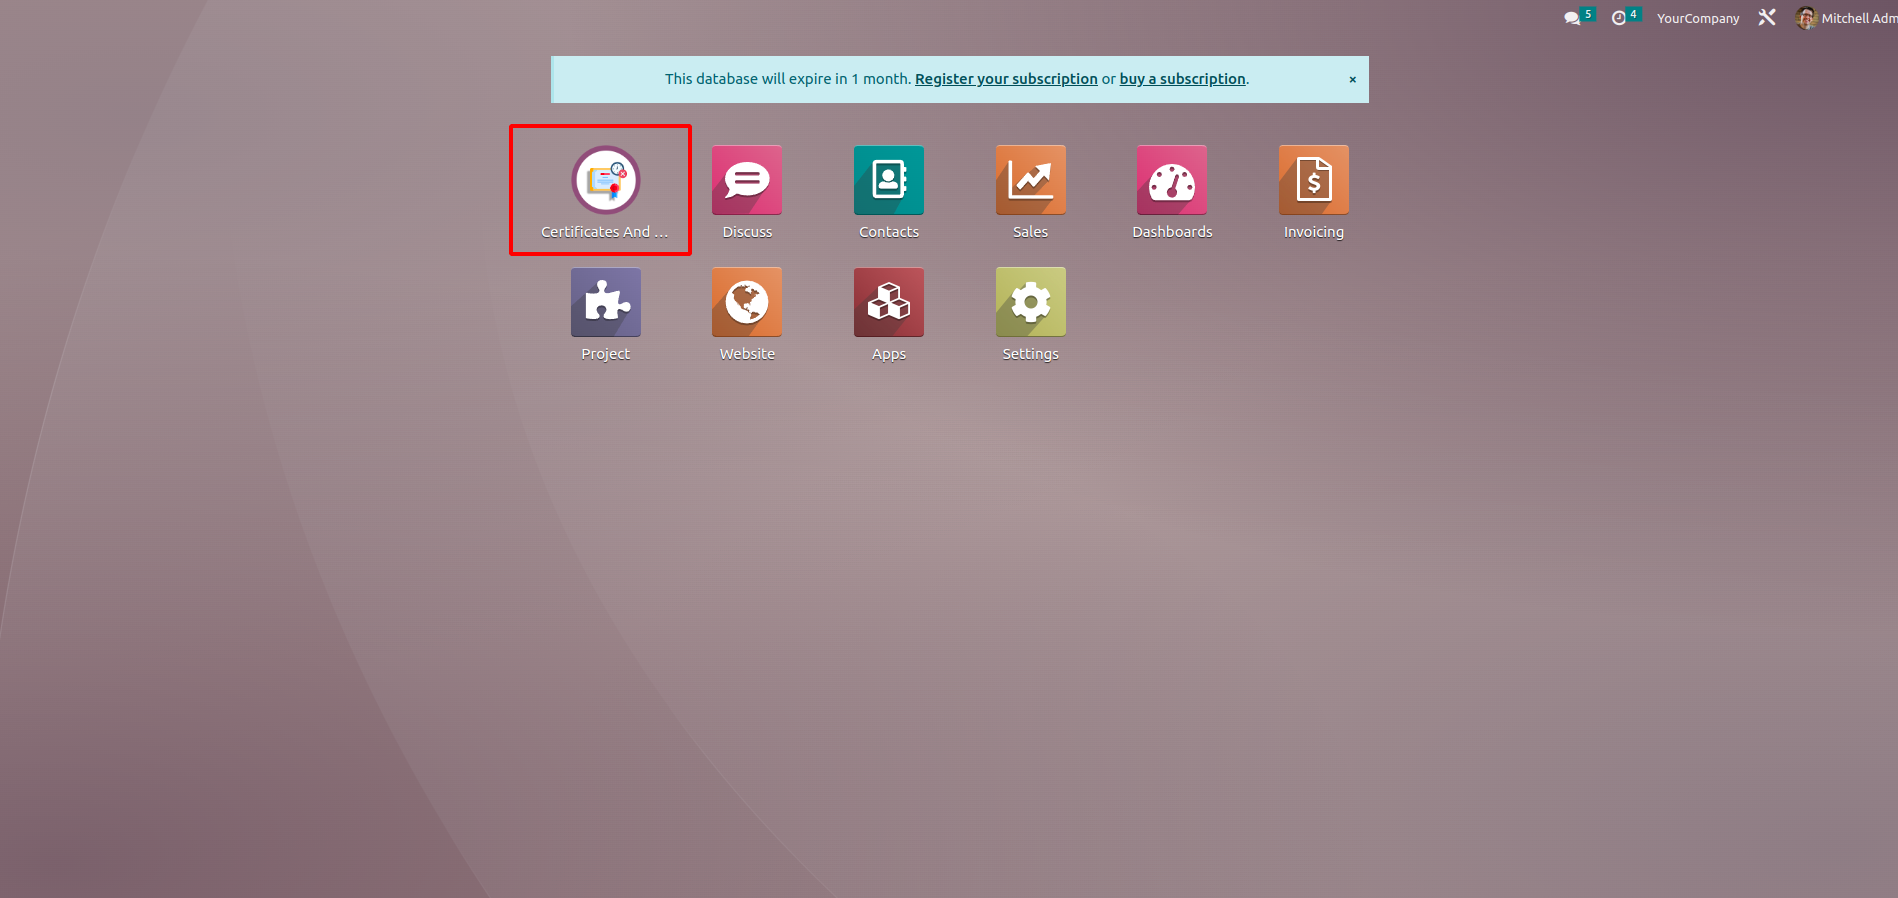 5 4 YourCompany Mitchell Adm
This database will expire in 1 month. Register your subscription or buy a subscription. ×
Certificates And ... Discuss Contacts Sales Dashboards Invoicing
Project Website Apps Settings